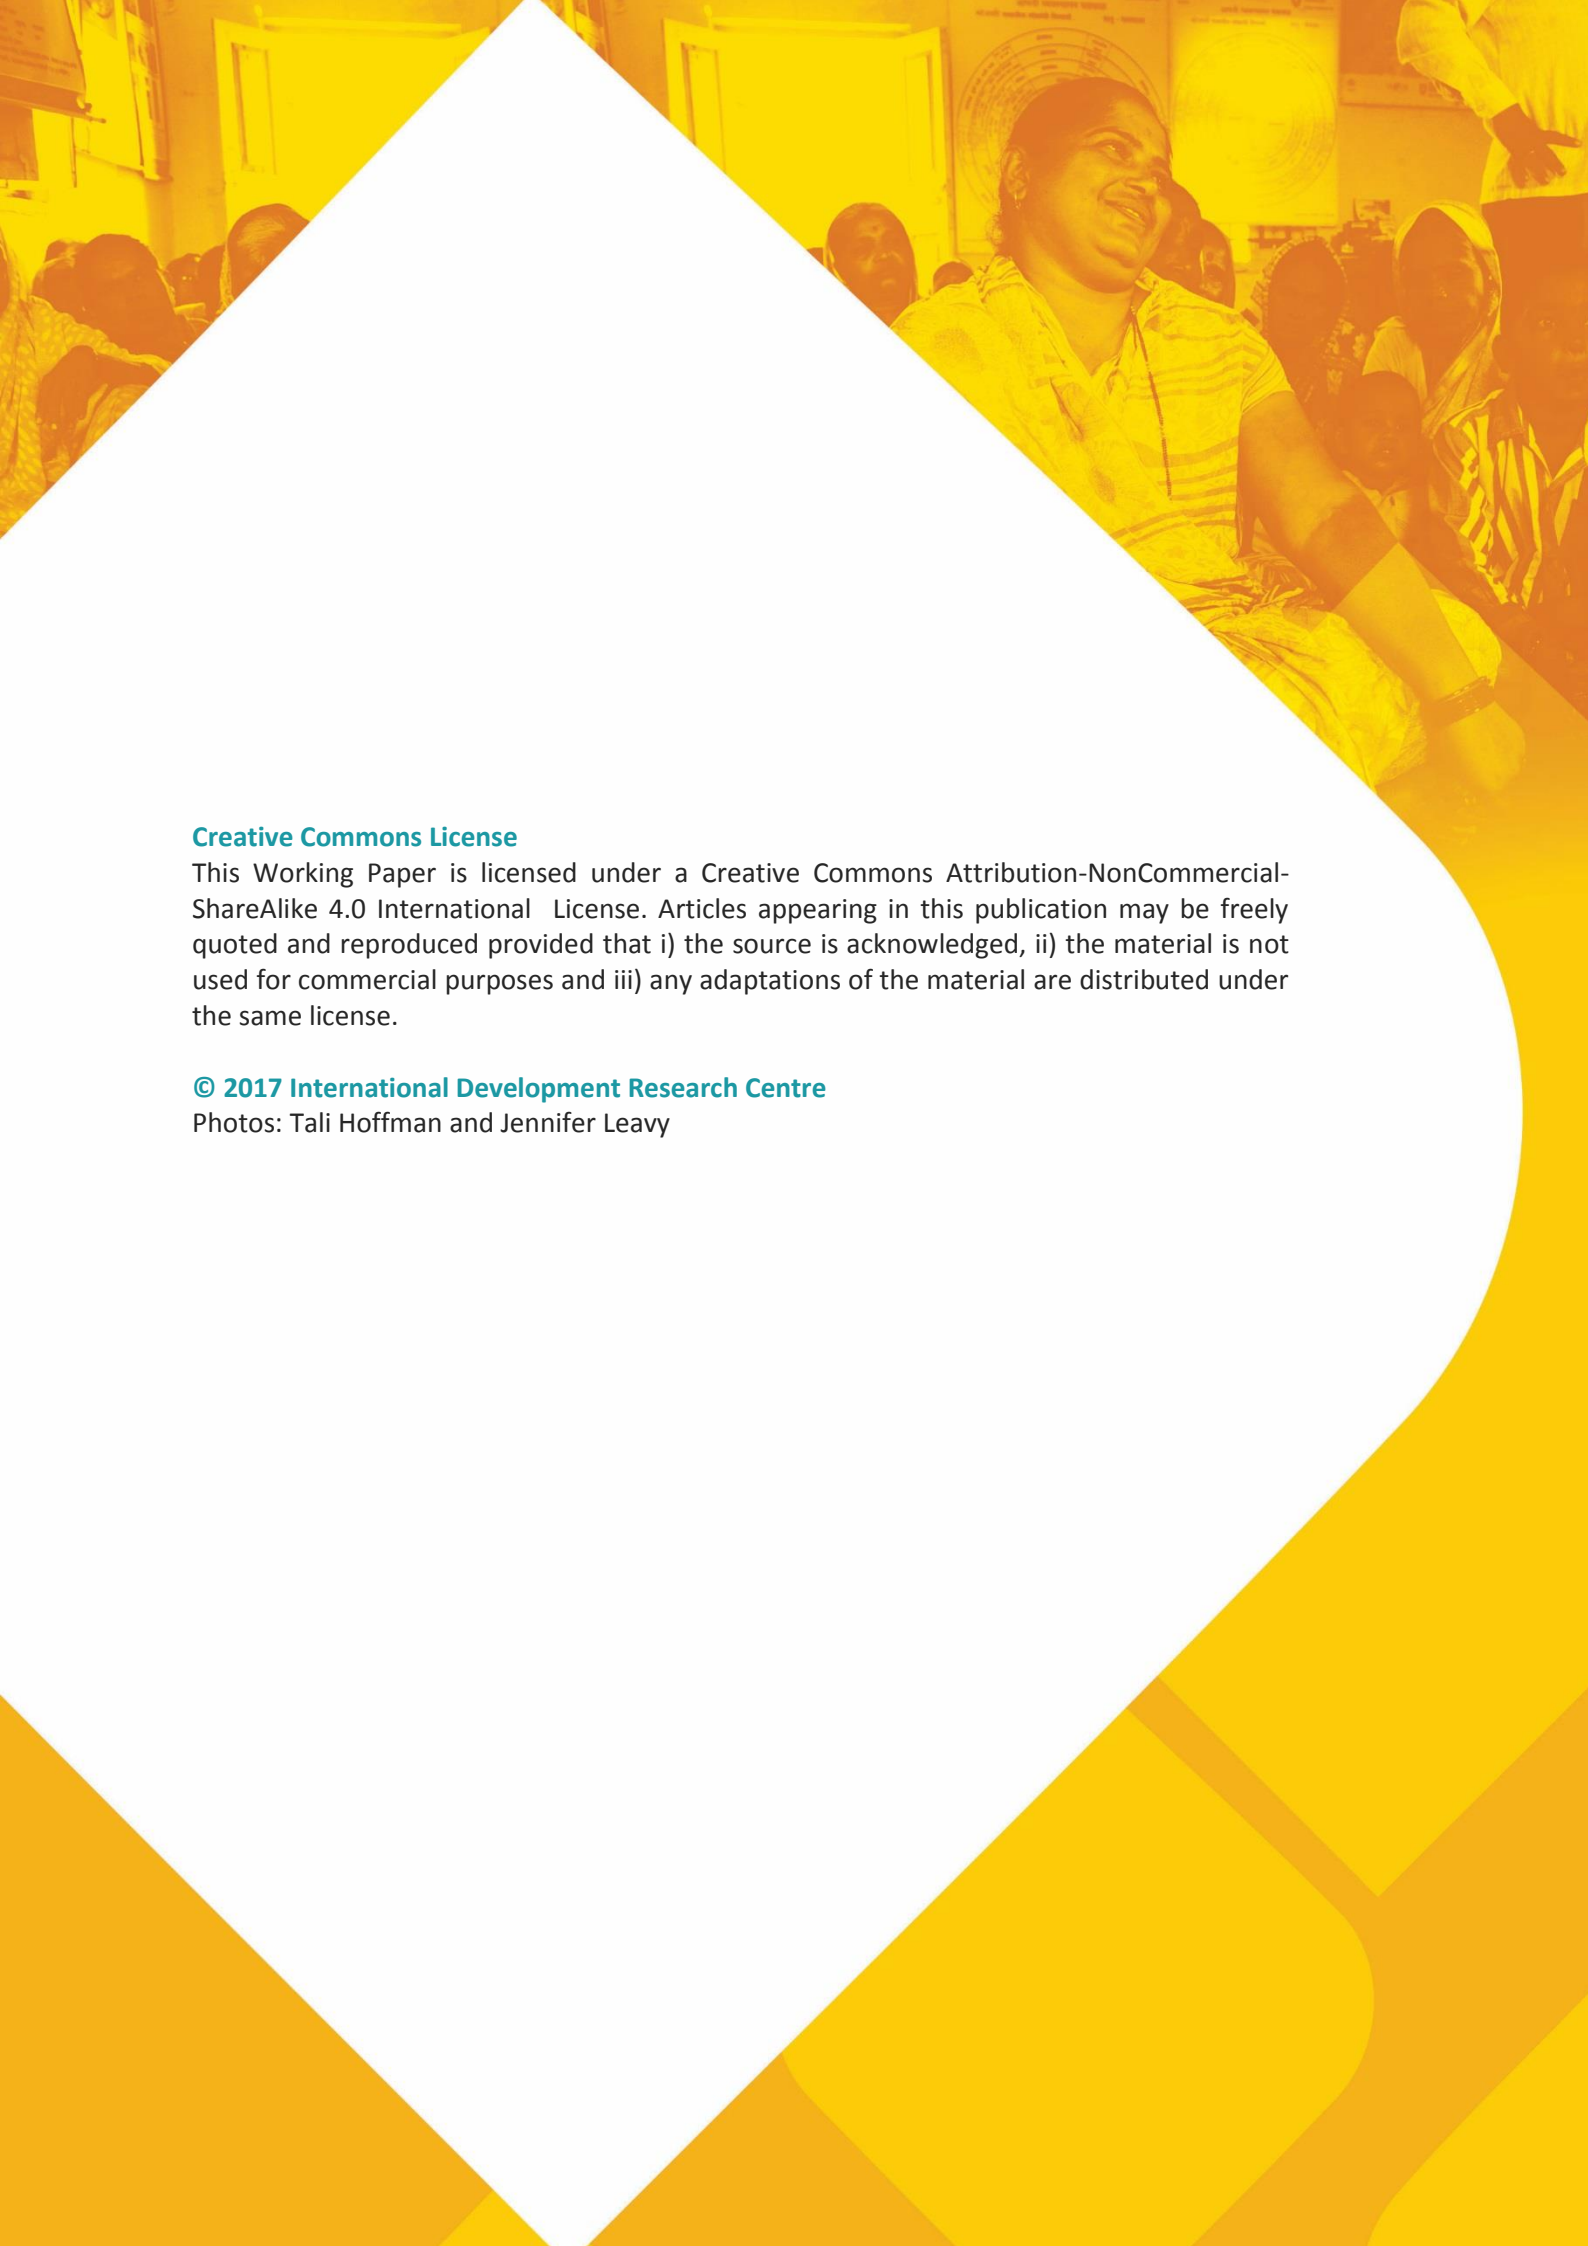 Creative Commons License
This Working Paper is licensed under a Creative Commons Attribution-NonCommercial-
ShareAlike 4.0 International License. Articles appearing in this publication may be freely
quoted and reproduced provided that i) the source is acknowledged, ii) the material is not
used for commercial purposes and iii) any adaptations of the material are distributed under
the same license.
© 2017 International Development Research Centre
Photos: Tali Hoffman and Jennifer Leavy